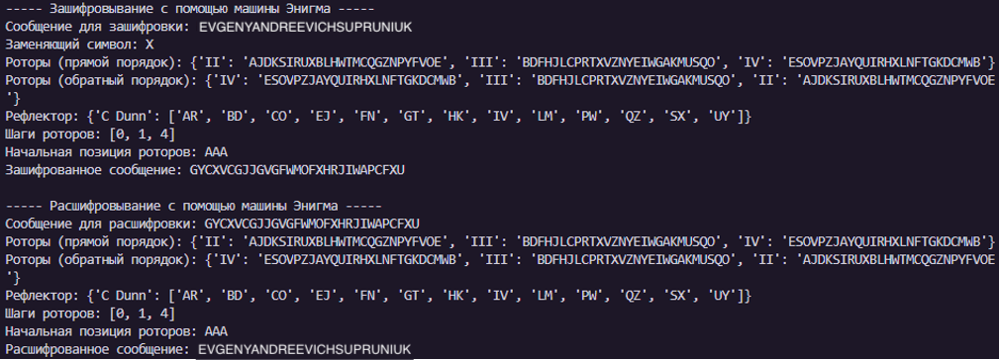 ----- Зашифровывание с помощью машины Энигма -----
Сообщение для зашифровки: EVGENYANDREEVICHSUPRUNIUK
Заменяющий символ: X
Роторы (прямой порядок): {'II': 'AJDKSIRUXBLHWTMCQGZNPYFVOE', 'III': 'BDFHJLCPRTXVZNYEIWGAKMUSQO', 'IV': 'ESOVPZJAYQUIRHXLNFTGKDCMWB'}
Роторы (обратный порядок): {'IV': 'ESOVPZJAYQUIRHXLNFTGKDCMWB', 'III': 'BDFHJLCPRTXVZNYEIWGAKMUSQO', 'II': 'AJDKSIRUXBLHWTMCQGZNPYFVOE
'}
Рефлектор: {'C Dunn': ['AR', 'BD', 'CO', 'EJ', 'FN', 'GT', 'HK', 'IV', 'LM', 'PW', 'QZ', 'SX', 'UY']}
Шаги роторов: [0, 1, 4]
Начальная позиция роторов: AAA
Зашифрованное сообщение: GYCXVCGJJGVGFWMOFXHRJIWAPCFXU
----- Расшифровывание с помощью машины Энигма -----
Сообщение для расшифровки: GYCXVCGJJGVGFWMOFXHRJIWAPCFXU
Роторы (прямой порядок): {'II': 'AJDKSIRUXBLHWTMCQGZNPYFVOE', 'III': 'BDFHJLCPRTXVZNYEIWGAKMUSQO', 'IV': 'ESOVPZJAYQUIRHXLNFTGKDCMWB'}
Роторы (обратный порядок): {'IV': 'ESOVPZJAYQUIRHXLNFTGKDCMWB', 'III': 'BDFHJLCPRTXVZNYEIWGAKMUSQO', 'II': 'AJDKSIRUXBLHWTMCQGZNPYFVOE
'}
Рефлектор: {'C Dunn': ['AR', 'BD', 'CO', 'EJ', 'FN', 'GT', 'HK', 'IV', 'LM', 'PW', 'QZ', 'SX', 'UY']}
Шаги роторов: [0, 1, 4]
Начальная позиция роторов: AAA
Расшифрованное сообщение: EVGENYANDREEVICHSUPRUNIUK